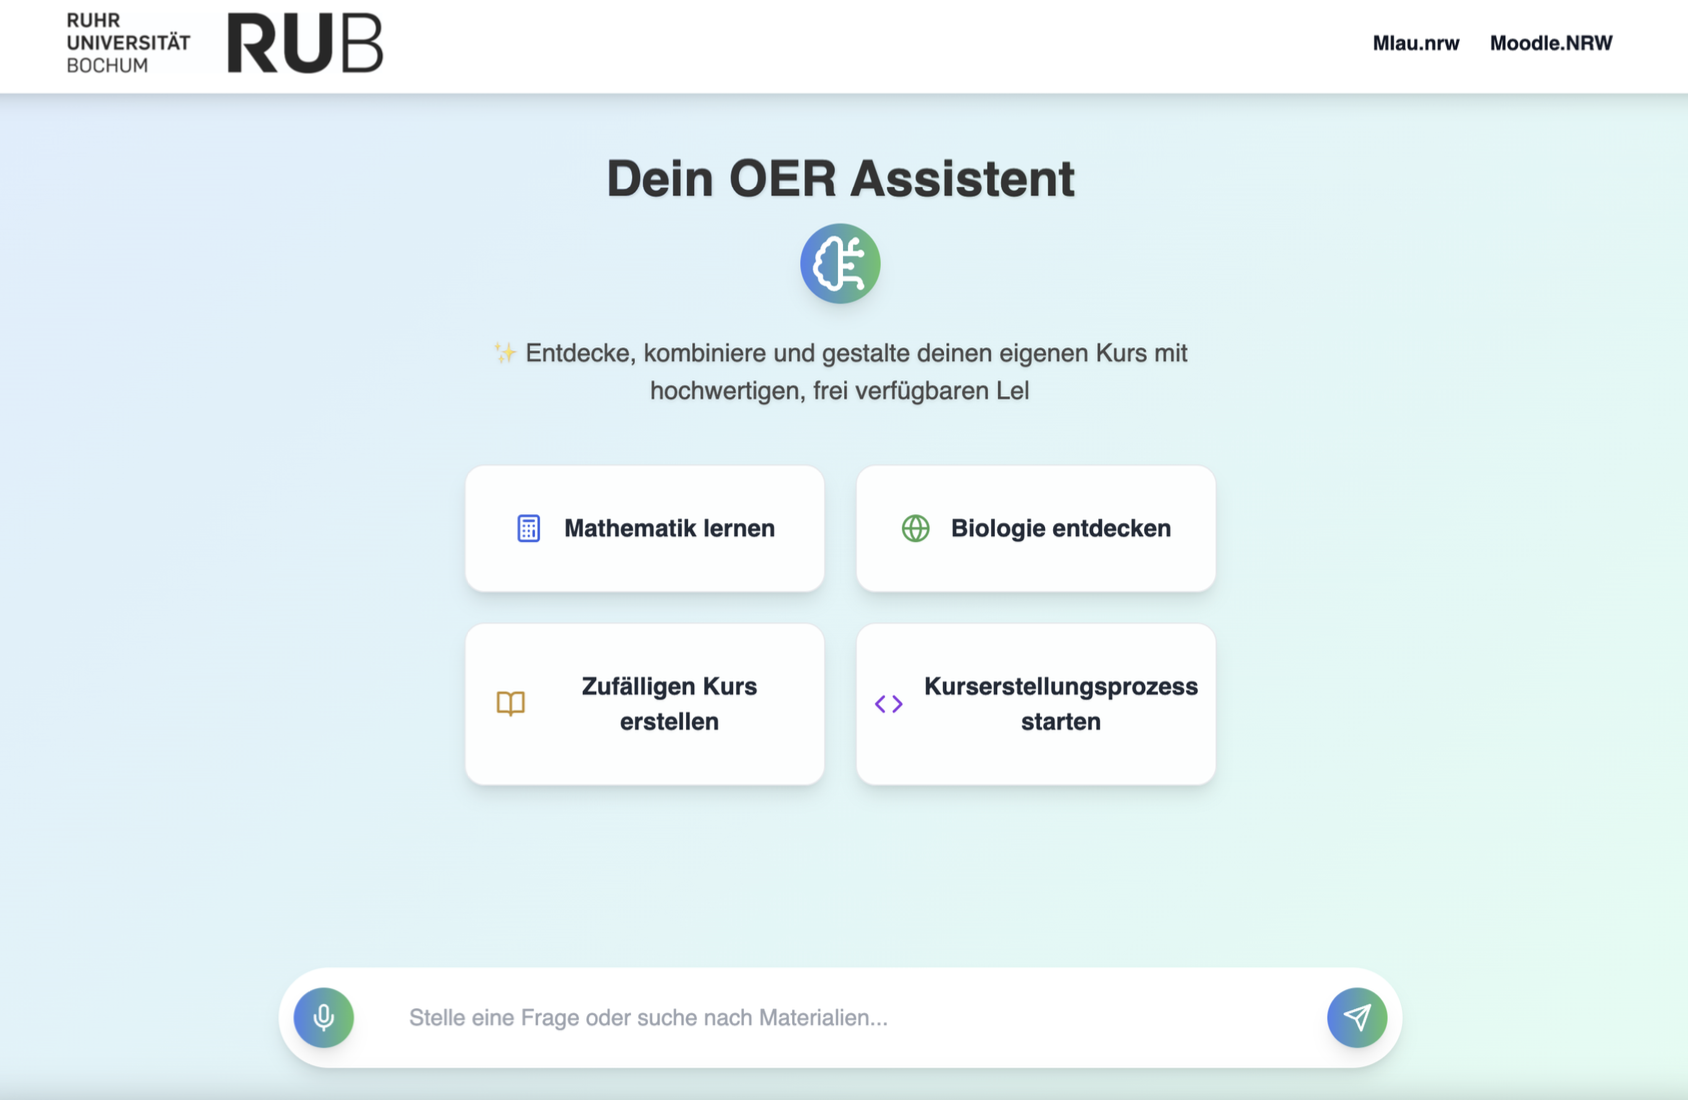 RUHR
UNIVERSITÄT
BOCHUM
RUB
MIau.nrw
Moodle.NRW
Dein OER Assistent
✨ Entdecke, kombiniere und gestalte deinen eigenen Kurs mit
hochwertigen, frei verfügbaren Lel
Mathematik lernen
Biologie entdecken
Zufälligen Kurs
erstellen
Kurserstellungsprozess
starten
Stelle eine Frage oder suche nach Materialien...